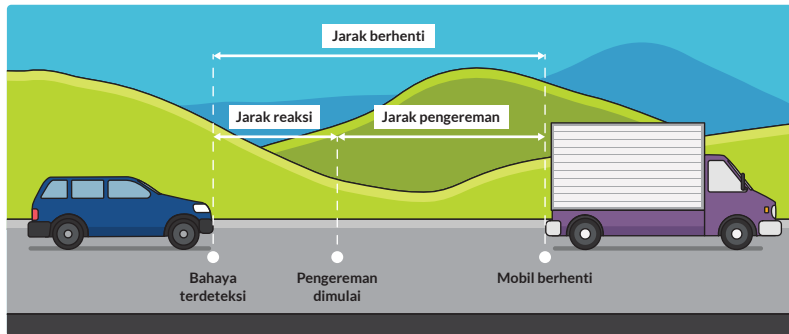 Jarak berhenti
Jarak reaksi
Jarak pengereman
Bahaya
terdeteksi
Pengereman
dimulai
Mobil berhenti